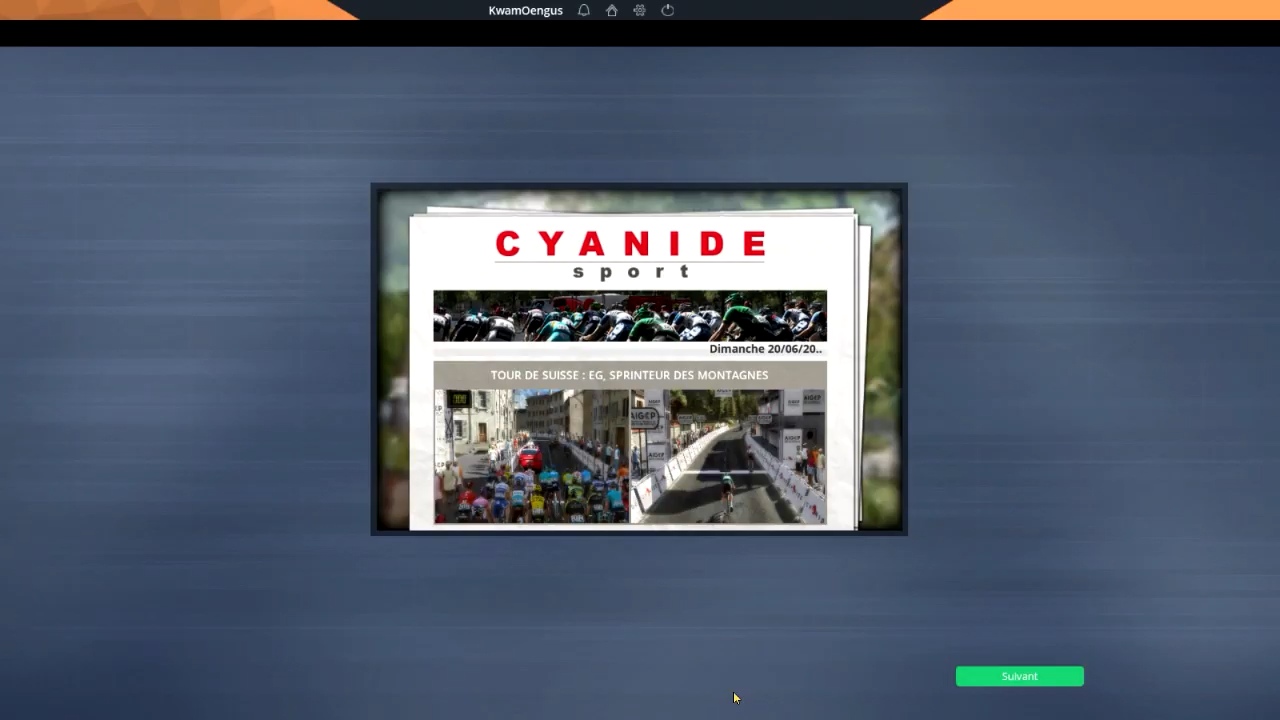 KwamOengus
CYANIDE
sport
Dimanche 20/06/20..
TOUR DE SUISSE : EG, SPRINTEUR DES MONTAGNES
Suivant